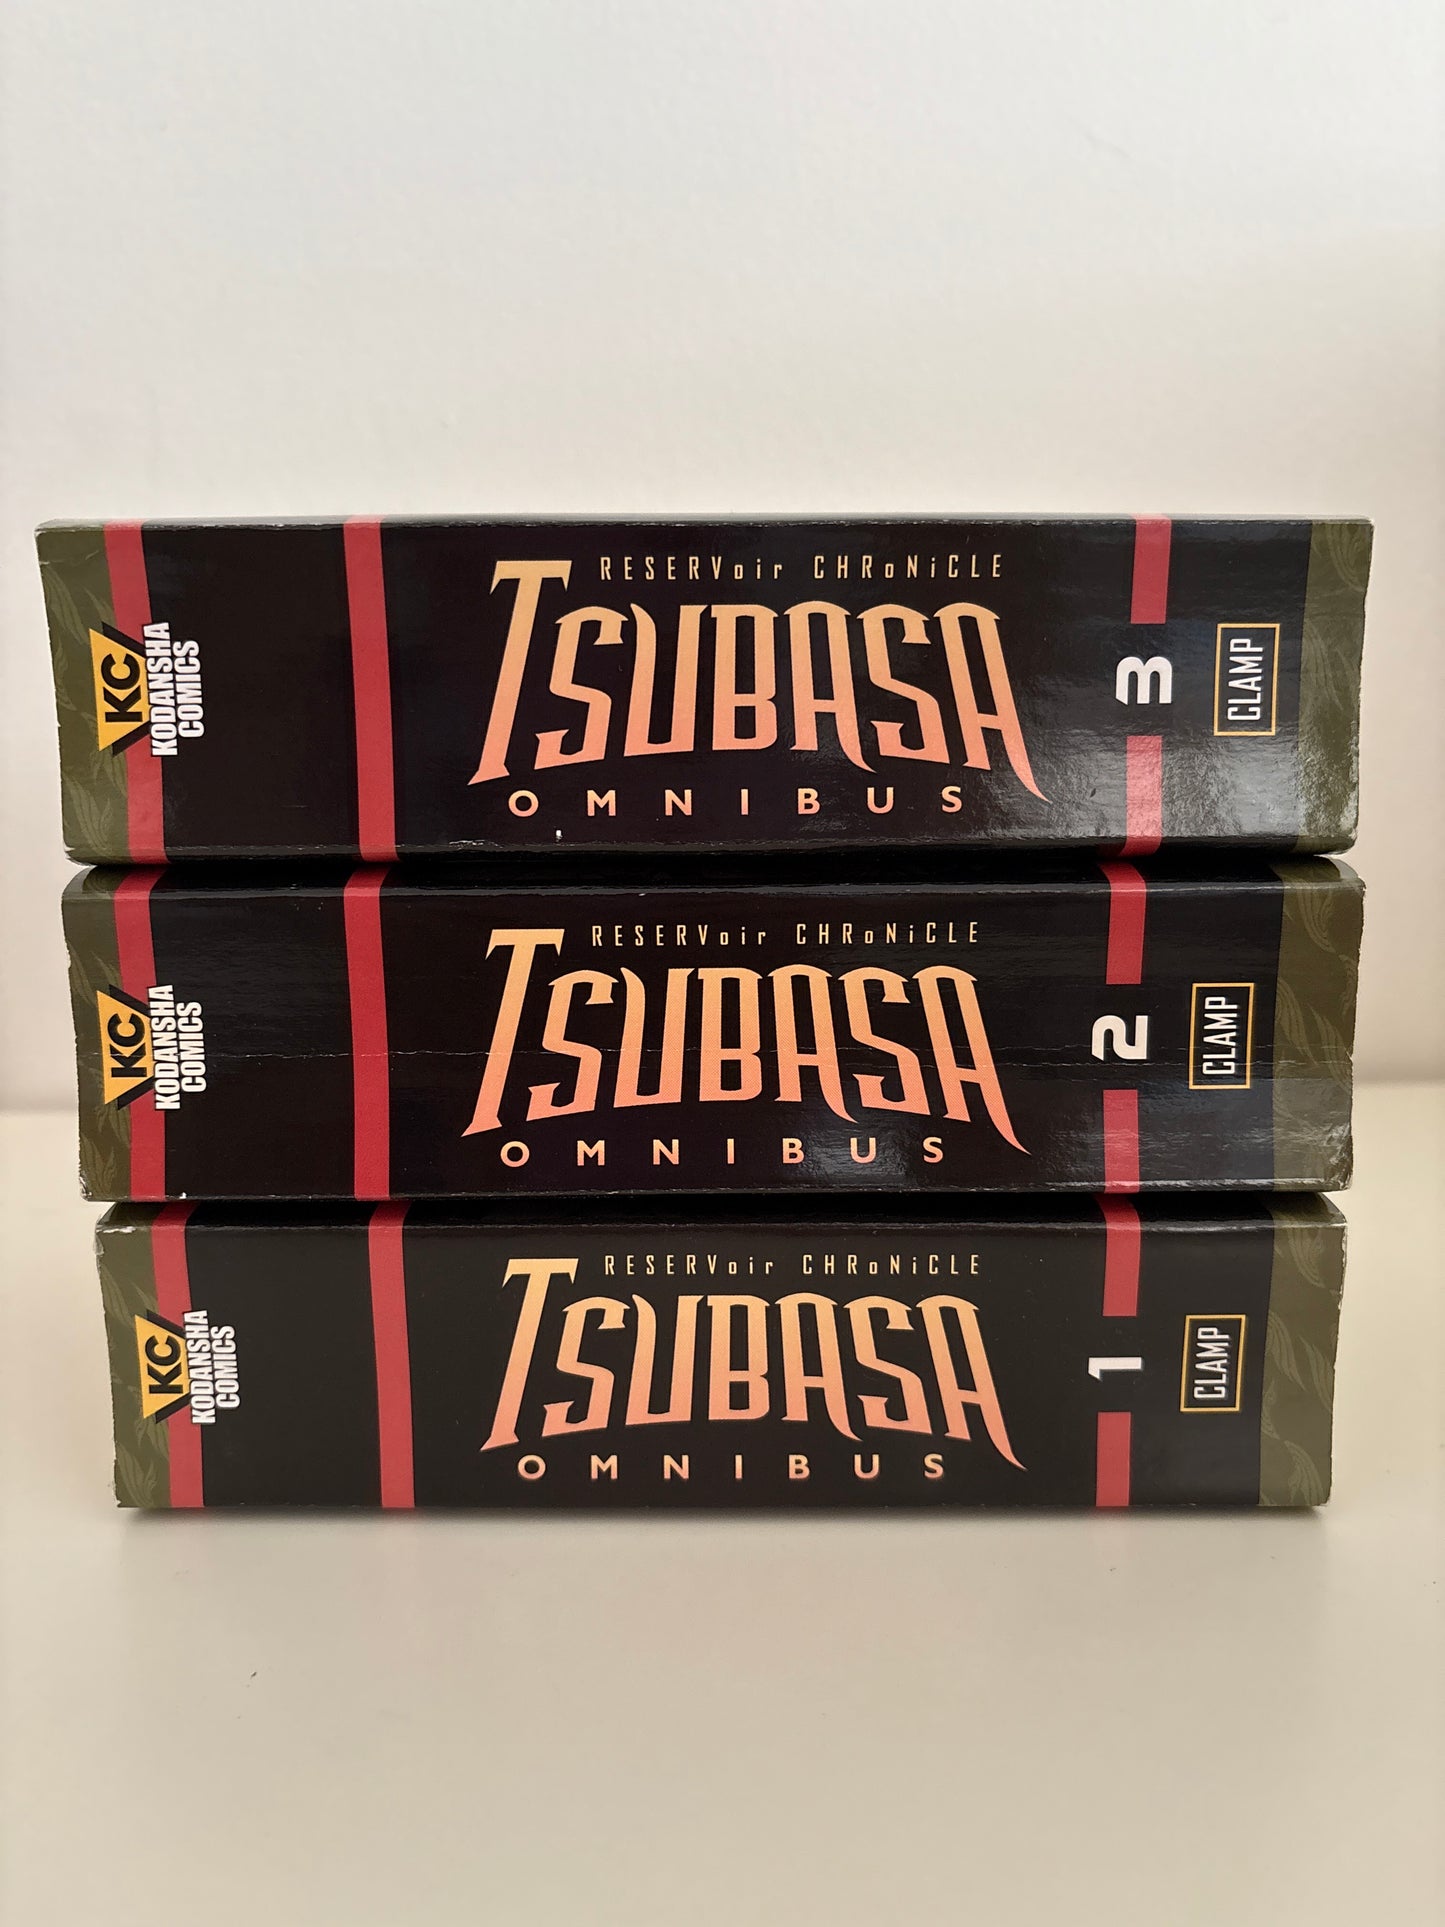 KC
KODANSHA
COMICS
RESERVoir CHRoNiCLE
TSUBASA
OMNIBUS
3
CLAMP
KC
KODANSHA
COMICS
RESERVoir CHRoNiCLE
TSUBASA
OMNIBUS
2
CLAMP
KC
KODANSHA
COMICS
RESERVoir CHRoNiCLE
TSUBASA
OMNIBUS
1
CLAMP